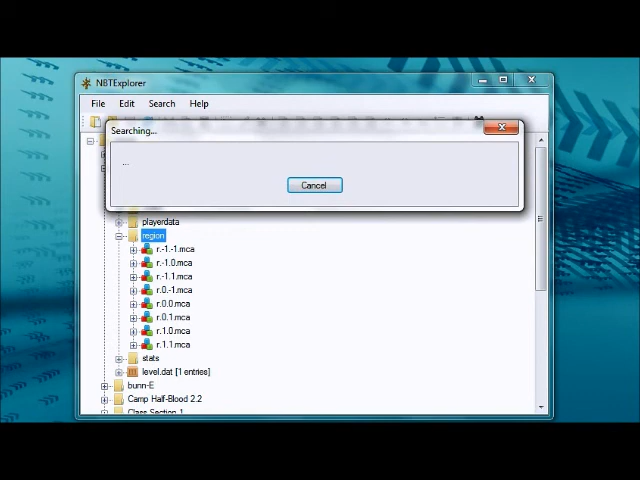 NBTExplorer
File Edit Search Help
Searching...
...
Cancel
playerdata
region
r.-1.-1.mca
r.-1.0.mca
r.-1.1.mca
r.0.-1.mca
r.0.0.mca
r.0.1.mca
r.1.0.mca
r.1.1.mca
stats
level.dat [1 entries]
bunn-E
Camp Half-Blood 2.2
Class Section 1